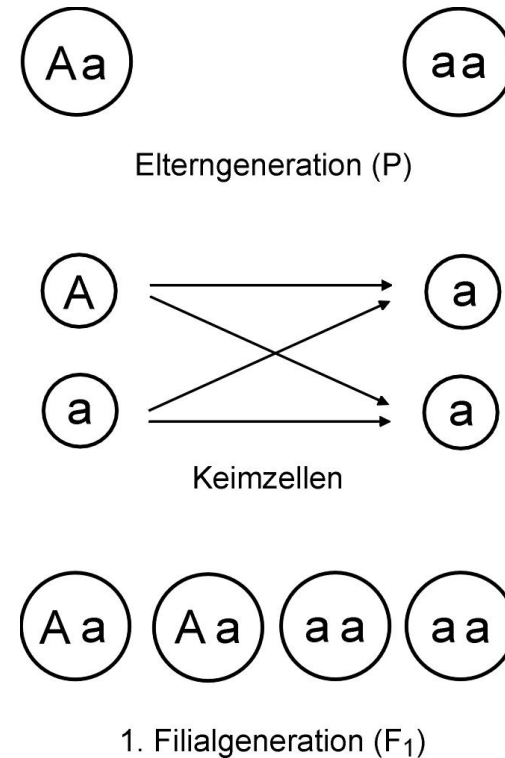 Aa aa
Elterngeneration (P)
A a
a a
Keimzellen
Aa Aa aa aa
1. Filialgeneration (F₁)